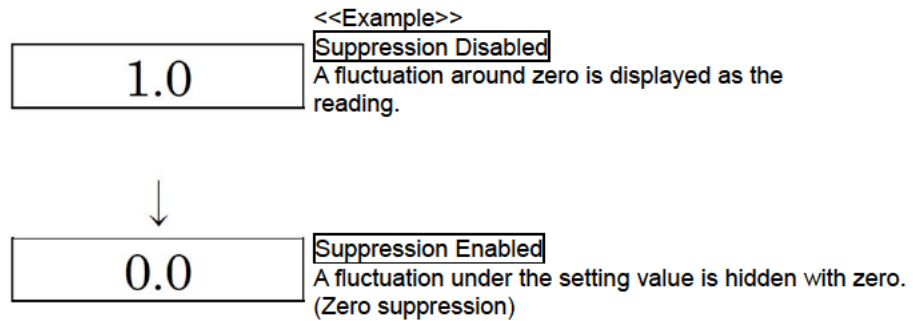 <<Example>>
Suppression Disabled
1.0
A fluctuation around zero is displayed as the
reading.
↓
Suppression Enabled
0.0
A fluctuation under the setting value is hidden with zero.
(Zero suppression)